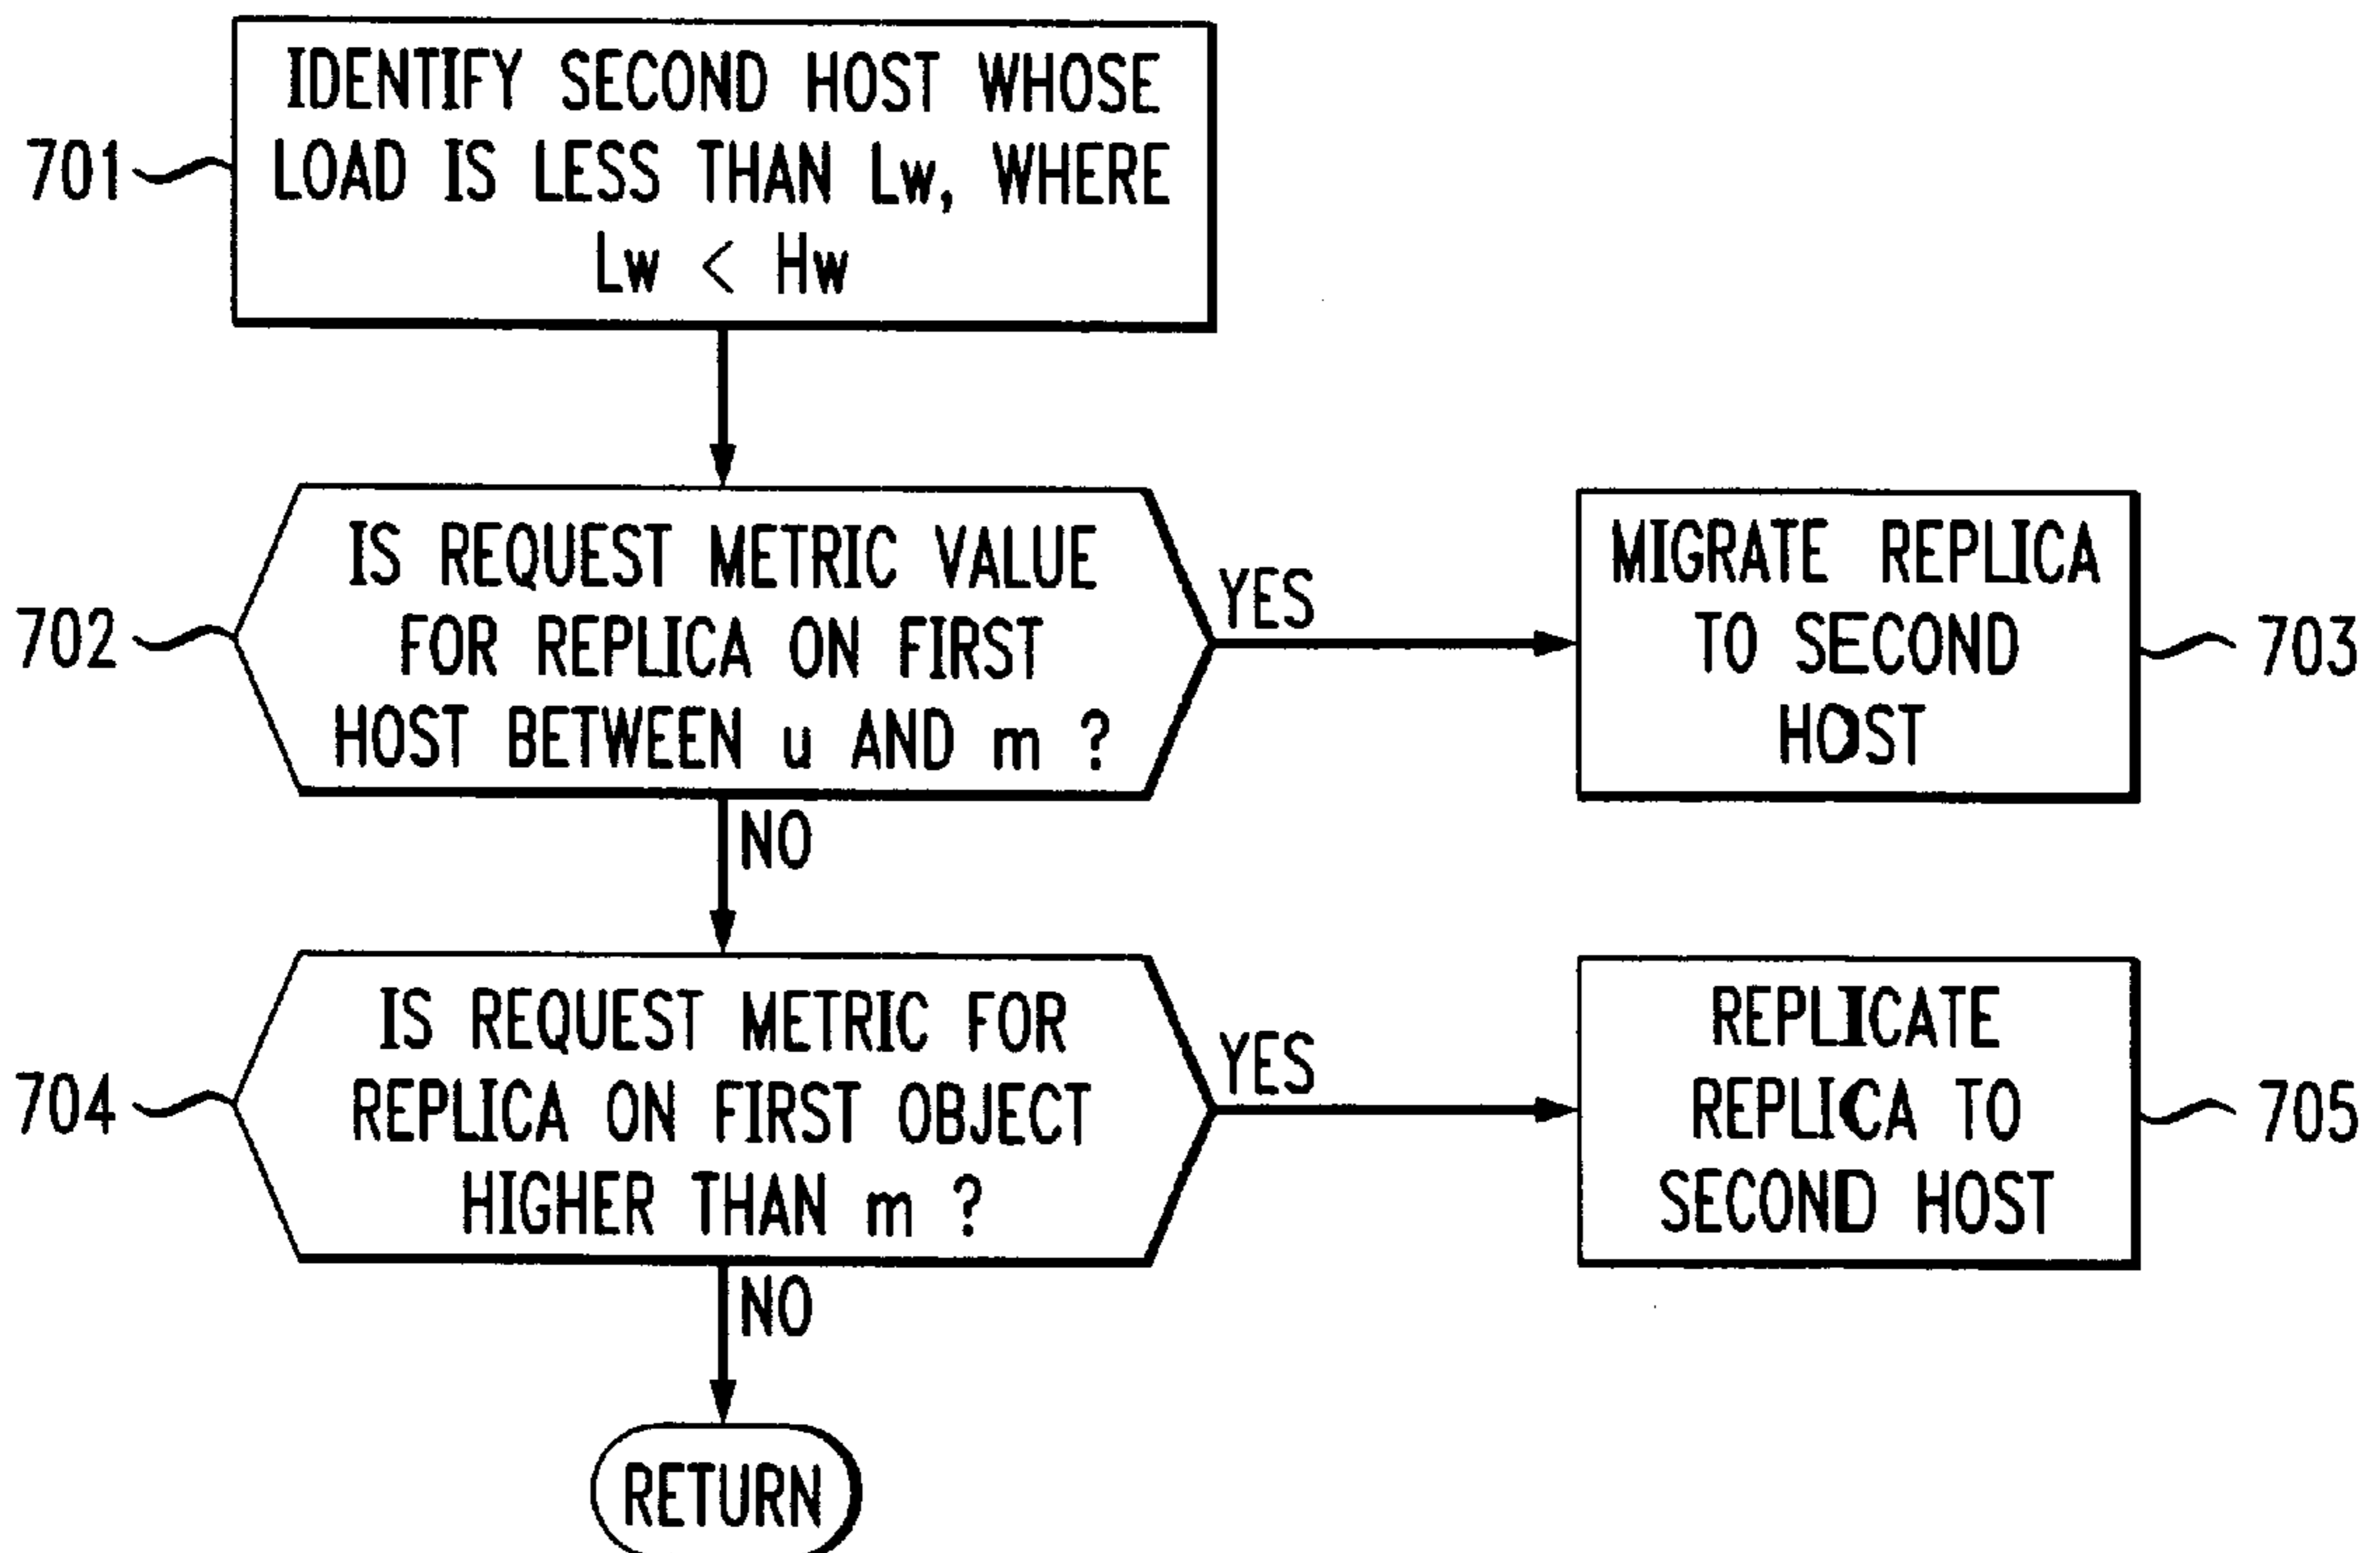 IDENTIFY SECOND HOST WHOSE
LOAD IS LESS THAN Lw, WHERE
Lw < Hw
701
IS REQUEST METRIC VALUE
FOR REPLICA ON FIRST
HOST BETWEEN u AND m ?
702
YES
MIGRATE REPLICA
TO SECOND
HOST
703
NO
IS REQUEST METRIC FOR
REPLICA ON FIRST OBJECT
HIGHER THAN m ?
704
YES
REPLICATE
REPLICA TO
SECOND HOST
705
NO
RETURN